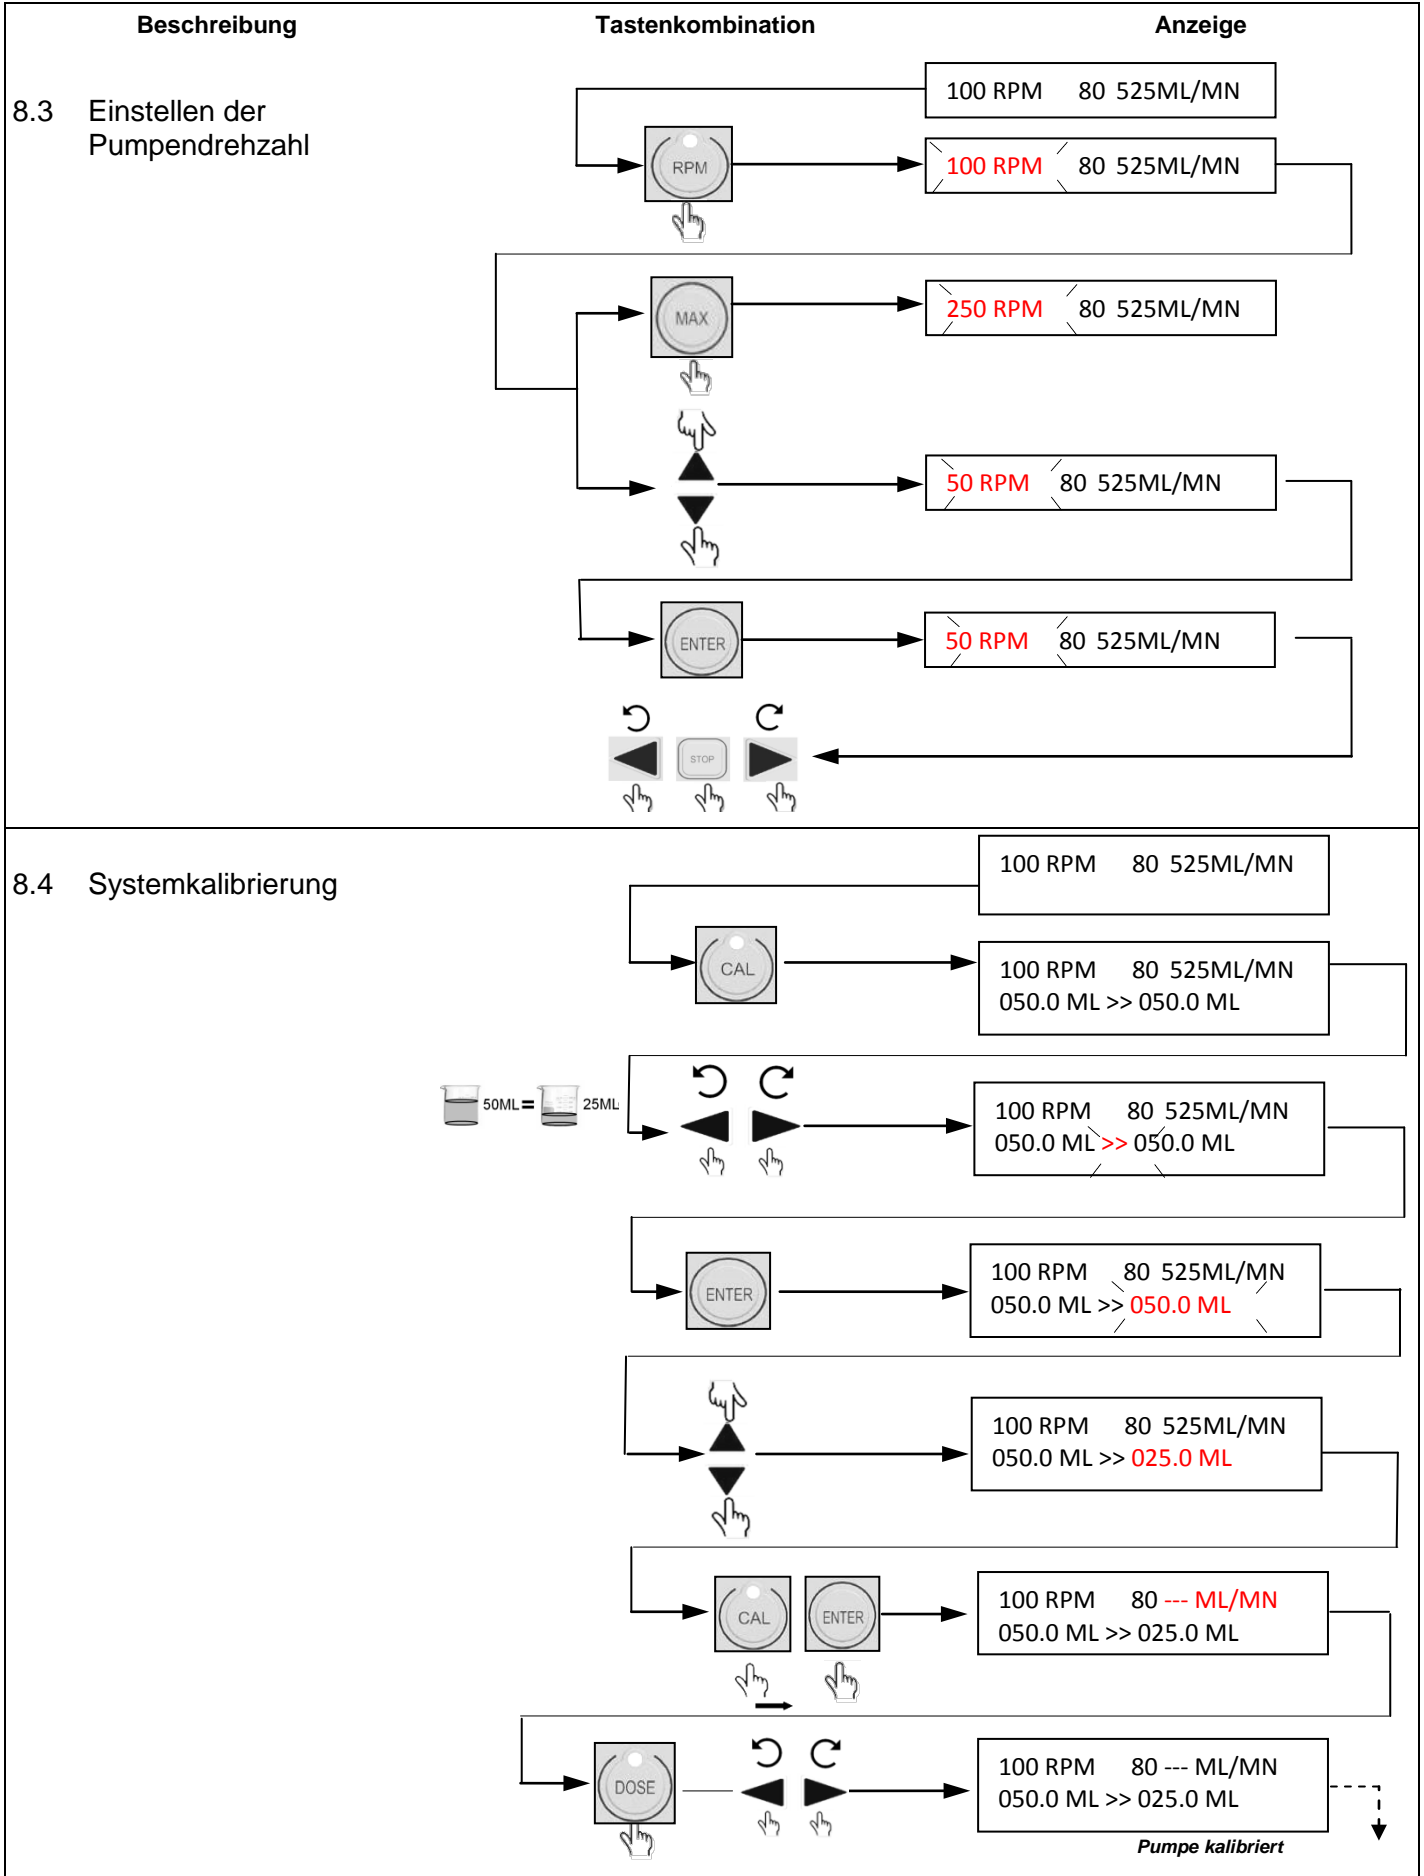 Beschreibung Tastenkombination Anzeige
8.3 Einstellen der
Pumpendrehzahl
100 RPM 80 525ML/MN
RPM
100 RPM 80 525ML/MN
MAX
250 RPM 80 525ML/MN
50 RPM 80 525ML/MN
ENTER
50 RPM 80 525ML/MN
STOP
8.4 Systemkalibrierung
100 RPM 80 525ML/MN
CAL
100 RPM 80 525ML/MN
050.0 ML >> 050.0 ML
50ML = 25ML
100 RPM 80 525ML/MN
050.0 ML >> 050.0 ML
ENTER
100 RPM 80 525ML/MN
050.0 ML >> 050.0 ML
100 RPM 80 525ML/MN
050.0 ML >> 025.0 ML
CAL ENTER
100 RPM 80 --- ML/MN
050.0 ML >> 025.0 ML
DOSE
100 RPM 80 --- ML/MN
050.0 ML >> 025.0 ML
Pumpe kalibriert